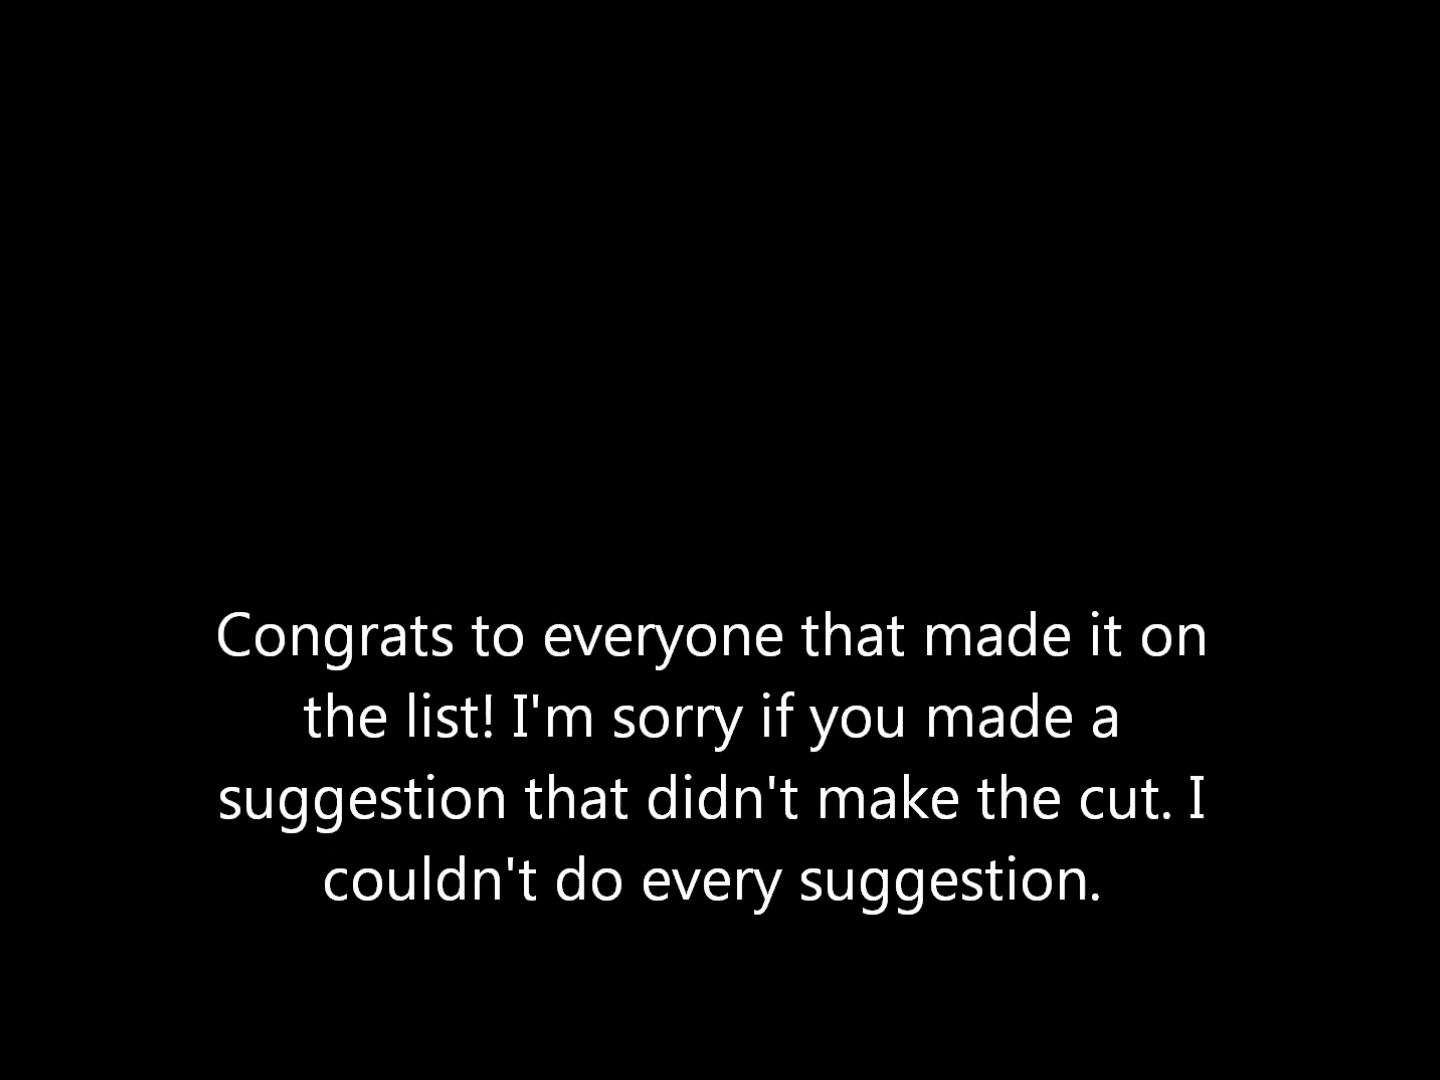 Congrats to everyone that made it on
the list! I'm sorry if you made a
suggestion that didn't make the cut. I
couldn't do every suggestion.